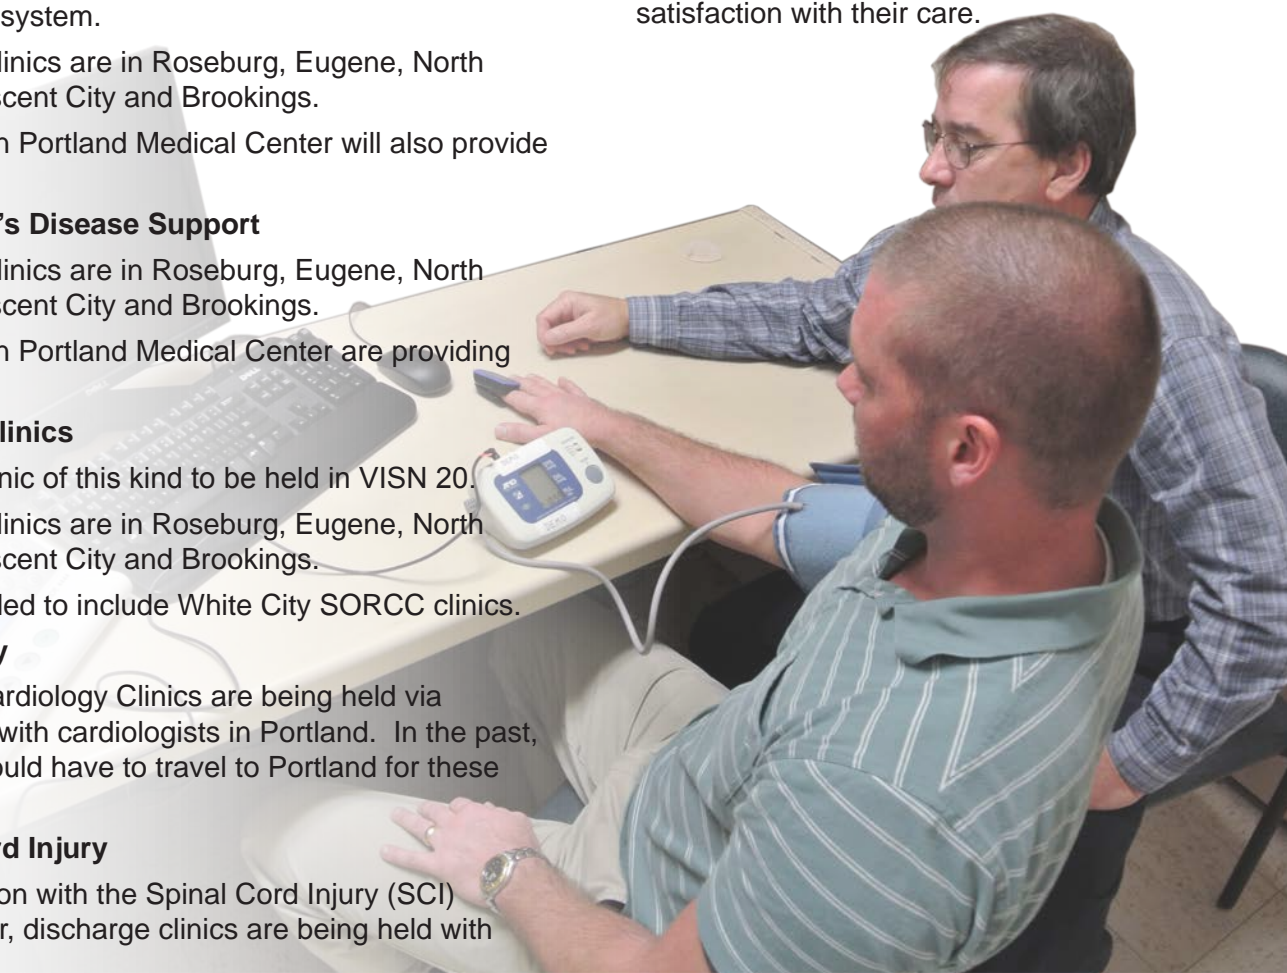 system.
linics are in Roseburg, Eugene, North
scent City and Brookings.
n Portland Medical Center will also provide
's Disease Support
linics are in Roseburg, Eugene, North
scent City and Brookings.
n Portland Medical Center are providing
linics
nic of this kind to be held in VISN 20.
linics are in Roseburg, Eugene, North
scent City and Brookings.
led to include White City SORCC clinics.
y
ardiology Clinics are being held via
with cardiologists in Portland. In the past,
ould have to travel to Portland for these
rd Injury
on with the Spinal Cord Injury (SCI)
r, discharge clinics are being held with
satisfaction with their care.
DELL